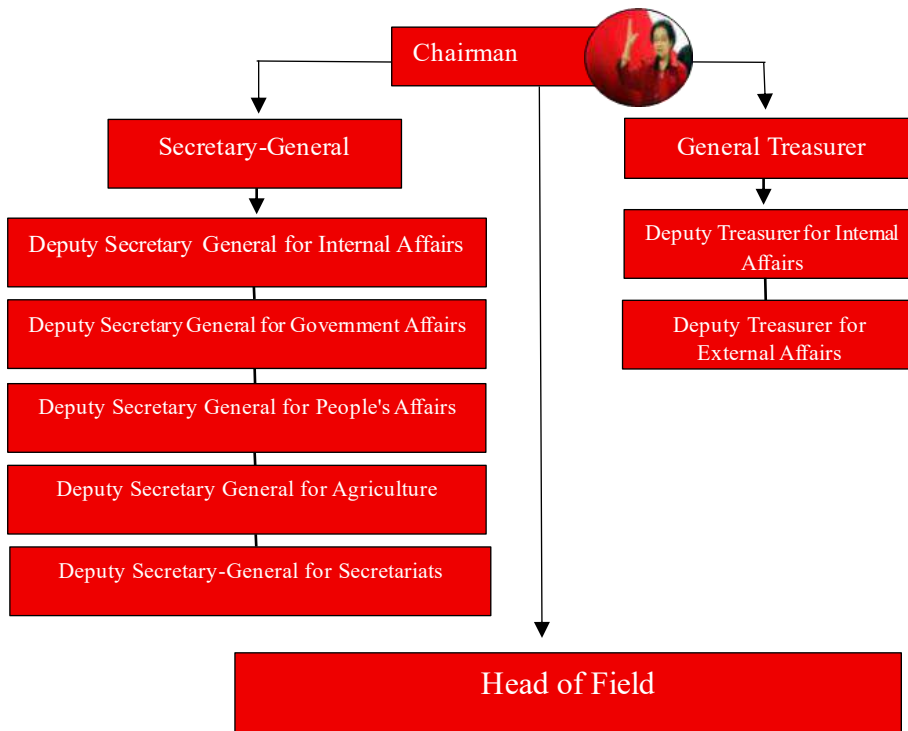 Chairman
Secretary-General
General Treasurer
Deputy Secretary General for Internal Affairs
Deputy Treasurer for Internal
Affairs
Deputy Secretary General for Government Affairs
Deputy Treasurer for
External Affairs
Deputy Secretary General for People's Affairs
Deputy Secretary General for Agriculture
Deputy Secretary-General for Secretariats
Head of Field